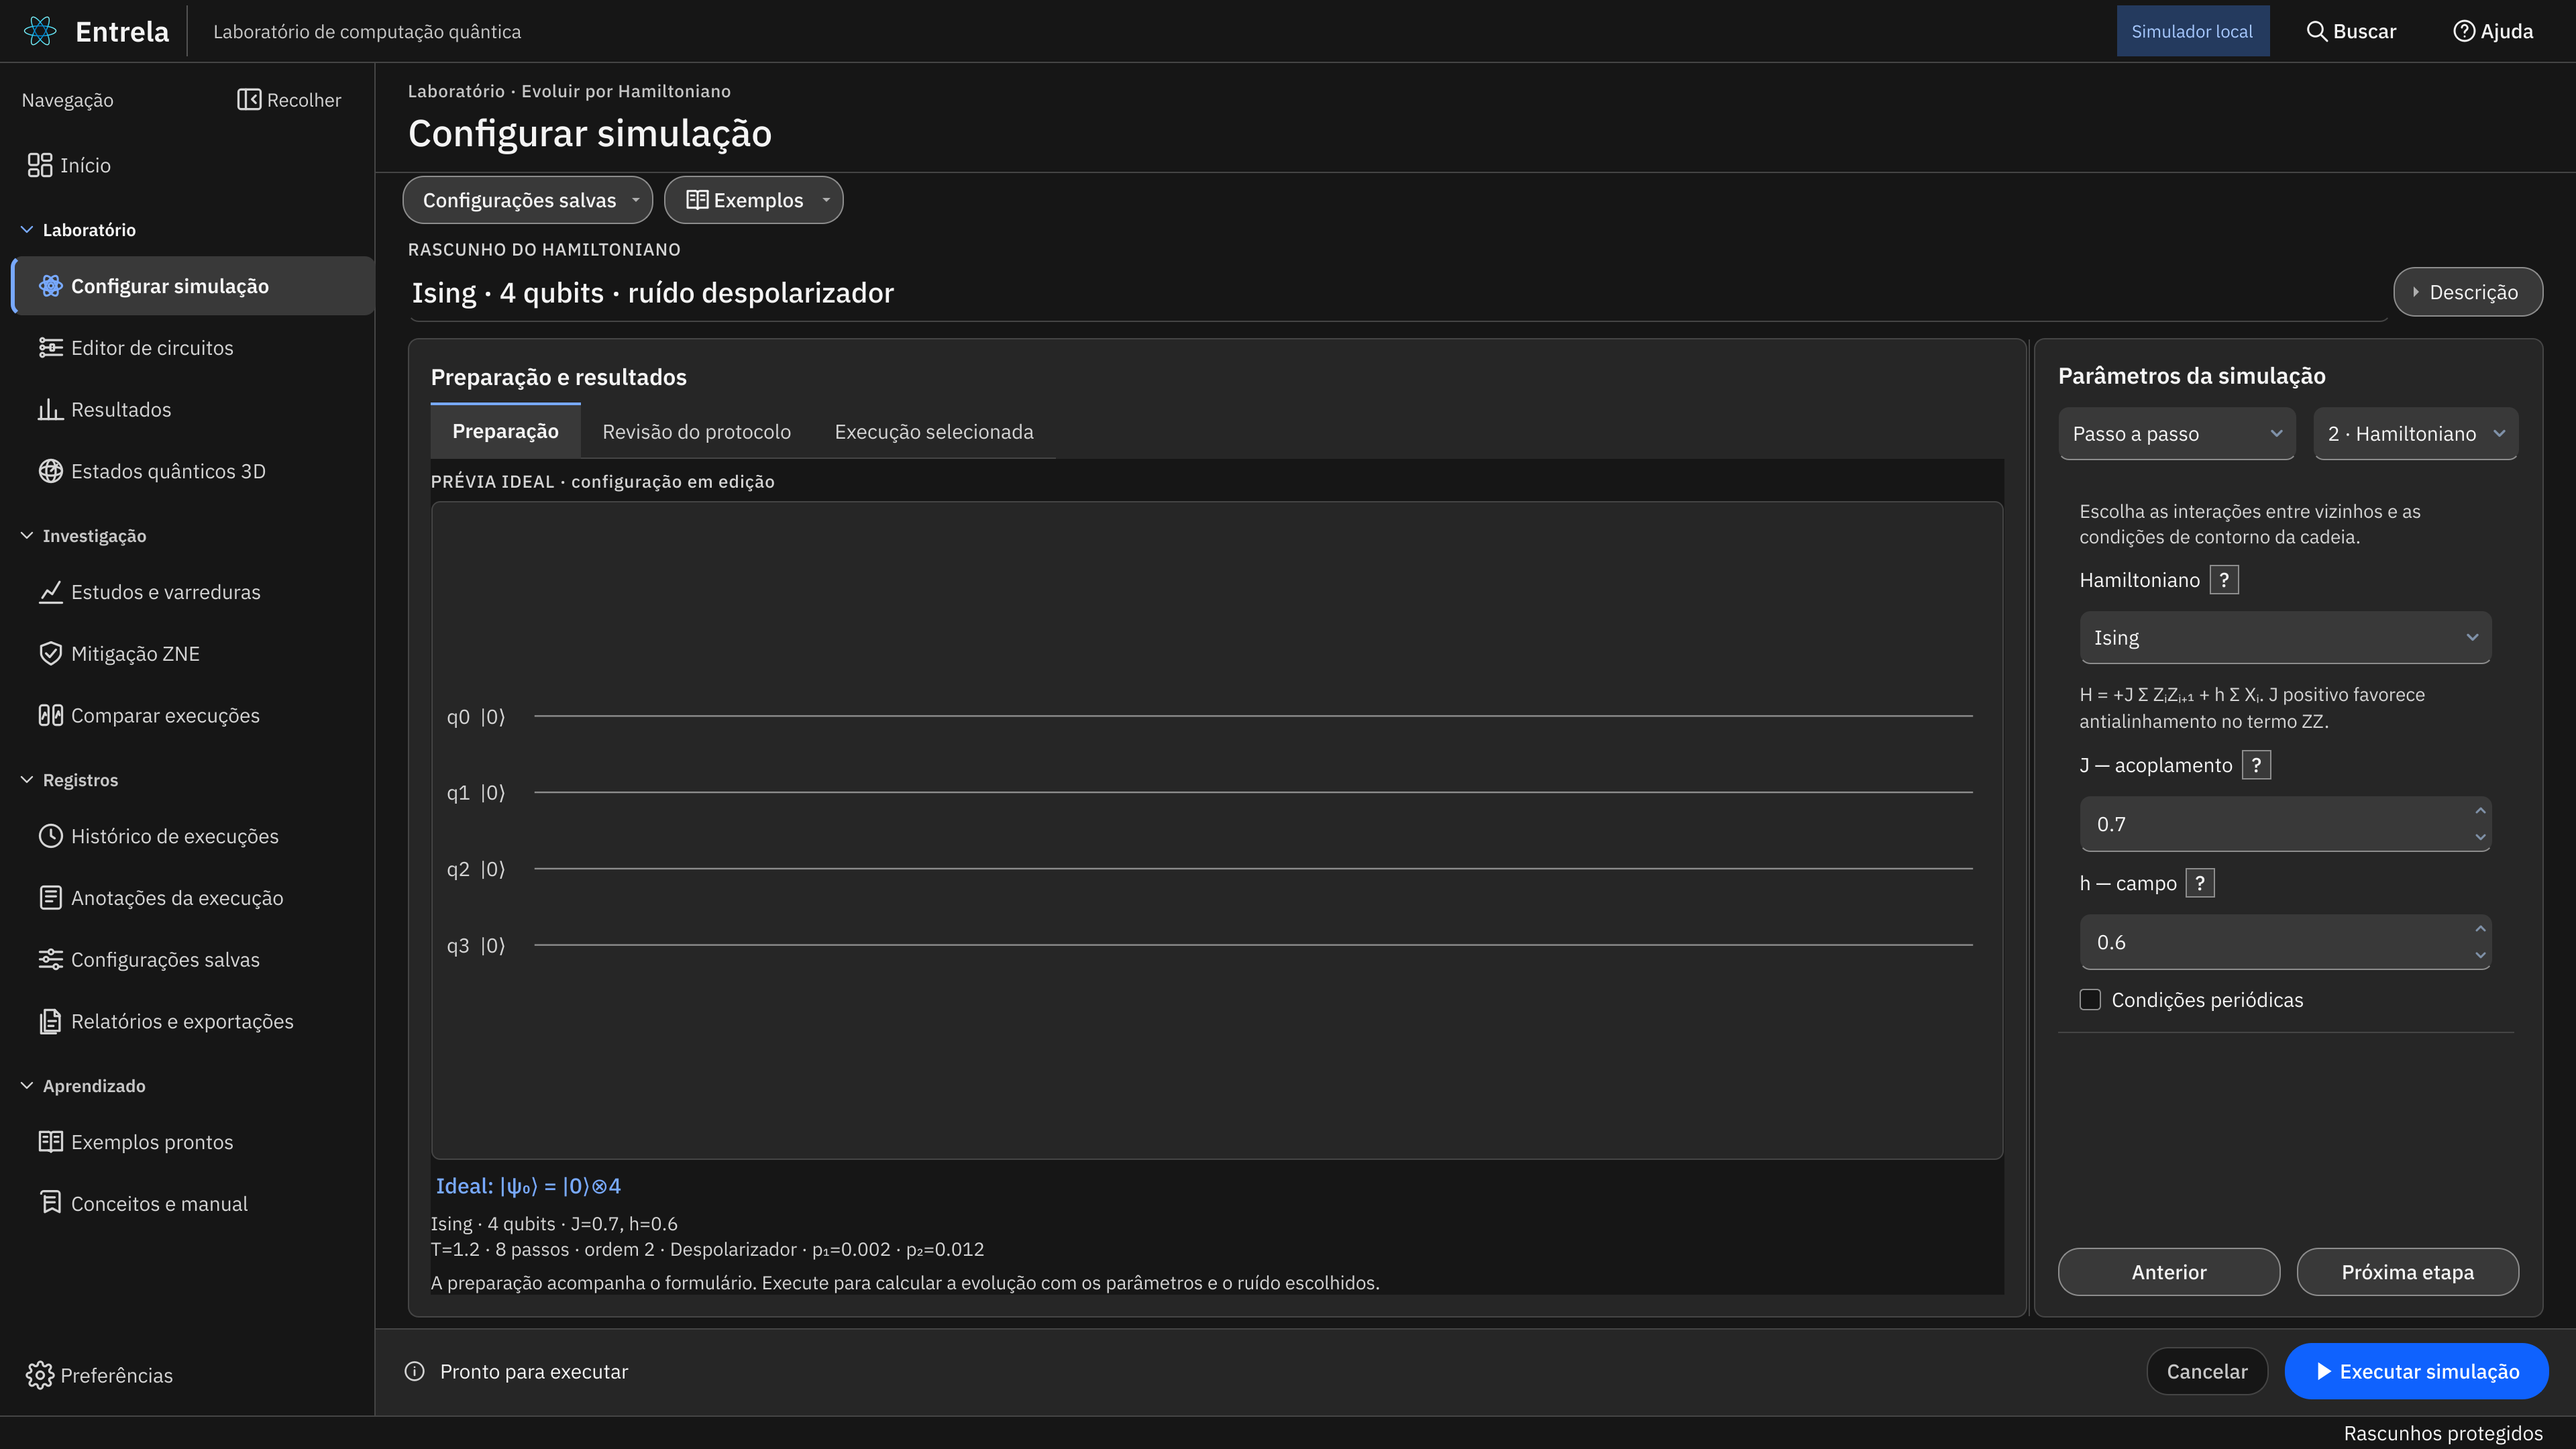 Entrela
Laboratório de computação quântica
Simulador local
Buscar
Ajuda
Navegação
Recolher
Início
Laboratório
Configurar simulação
Editor de circuitos
Resultados
Estados quânticos 3D
Investigação
Estudos e varreduras
Mitigação ZNE
Comparar execuções
Registros
Histórico de execuções
Anotações da execução
Configurações salvas
Relatórios e exportações
Aprendizado
Exemplos prontos
Conceitos e manual
Preferências
Laboratório · Evoluir por Hamiltoniano
Configurar simulação
Configurações salvas
Exemplos
RASCUNHO DO HAMILTONIANO
Ising · 4 qubits · ruído despolarizador
Descrição
Preparação e resultados
Preparação
Revisão do protocolo
Execução selecionada
PRÉVIA IDEAL · configuração em edição
q0 |0⟩
q1 |0⟩
q2 |0⟩
q3 |0⟩
Ideal: |ψ₀⟩ = |0⟩⊗4
Ising · 4 qubits · J=0.7, h=0.6
T=1.2 · 8 passos · ordem 2 · Despolarizador · p₁=0.002 · p₂=0.012
A preparação acompanha o formulário. Execute para calcular a evolução com os parâmetros e o ruído escolhidos.
Parâmetros da simulação
Passo a passo
2 · Hamiltoniano
Escolha as interações entre vizinhos e as
condições de contorno da cadeia.
Hamiltoniano ?
Ising
H = +J Σ ZᵢZᵢ₊₁ + h Σ Xᵢ. J positivo favorece
antialinhamento no termo ZZ.
J — acoplamento ?
0.7
h — campo ?
0.6
Condições periódicas
Anterior
Próxima etapa
Pronto para executar
Cancelar
Executar simulação
Rascunhos protegidos